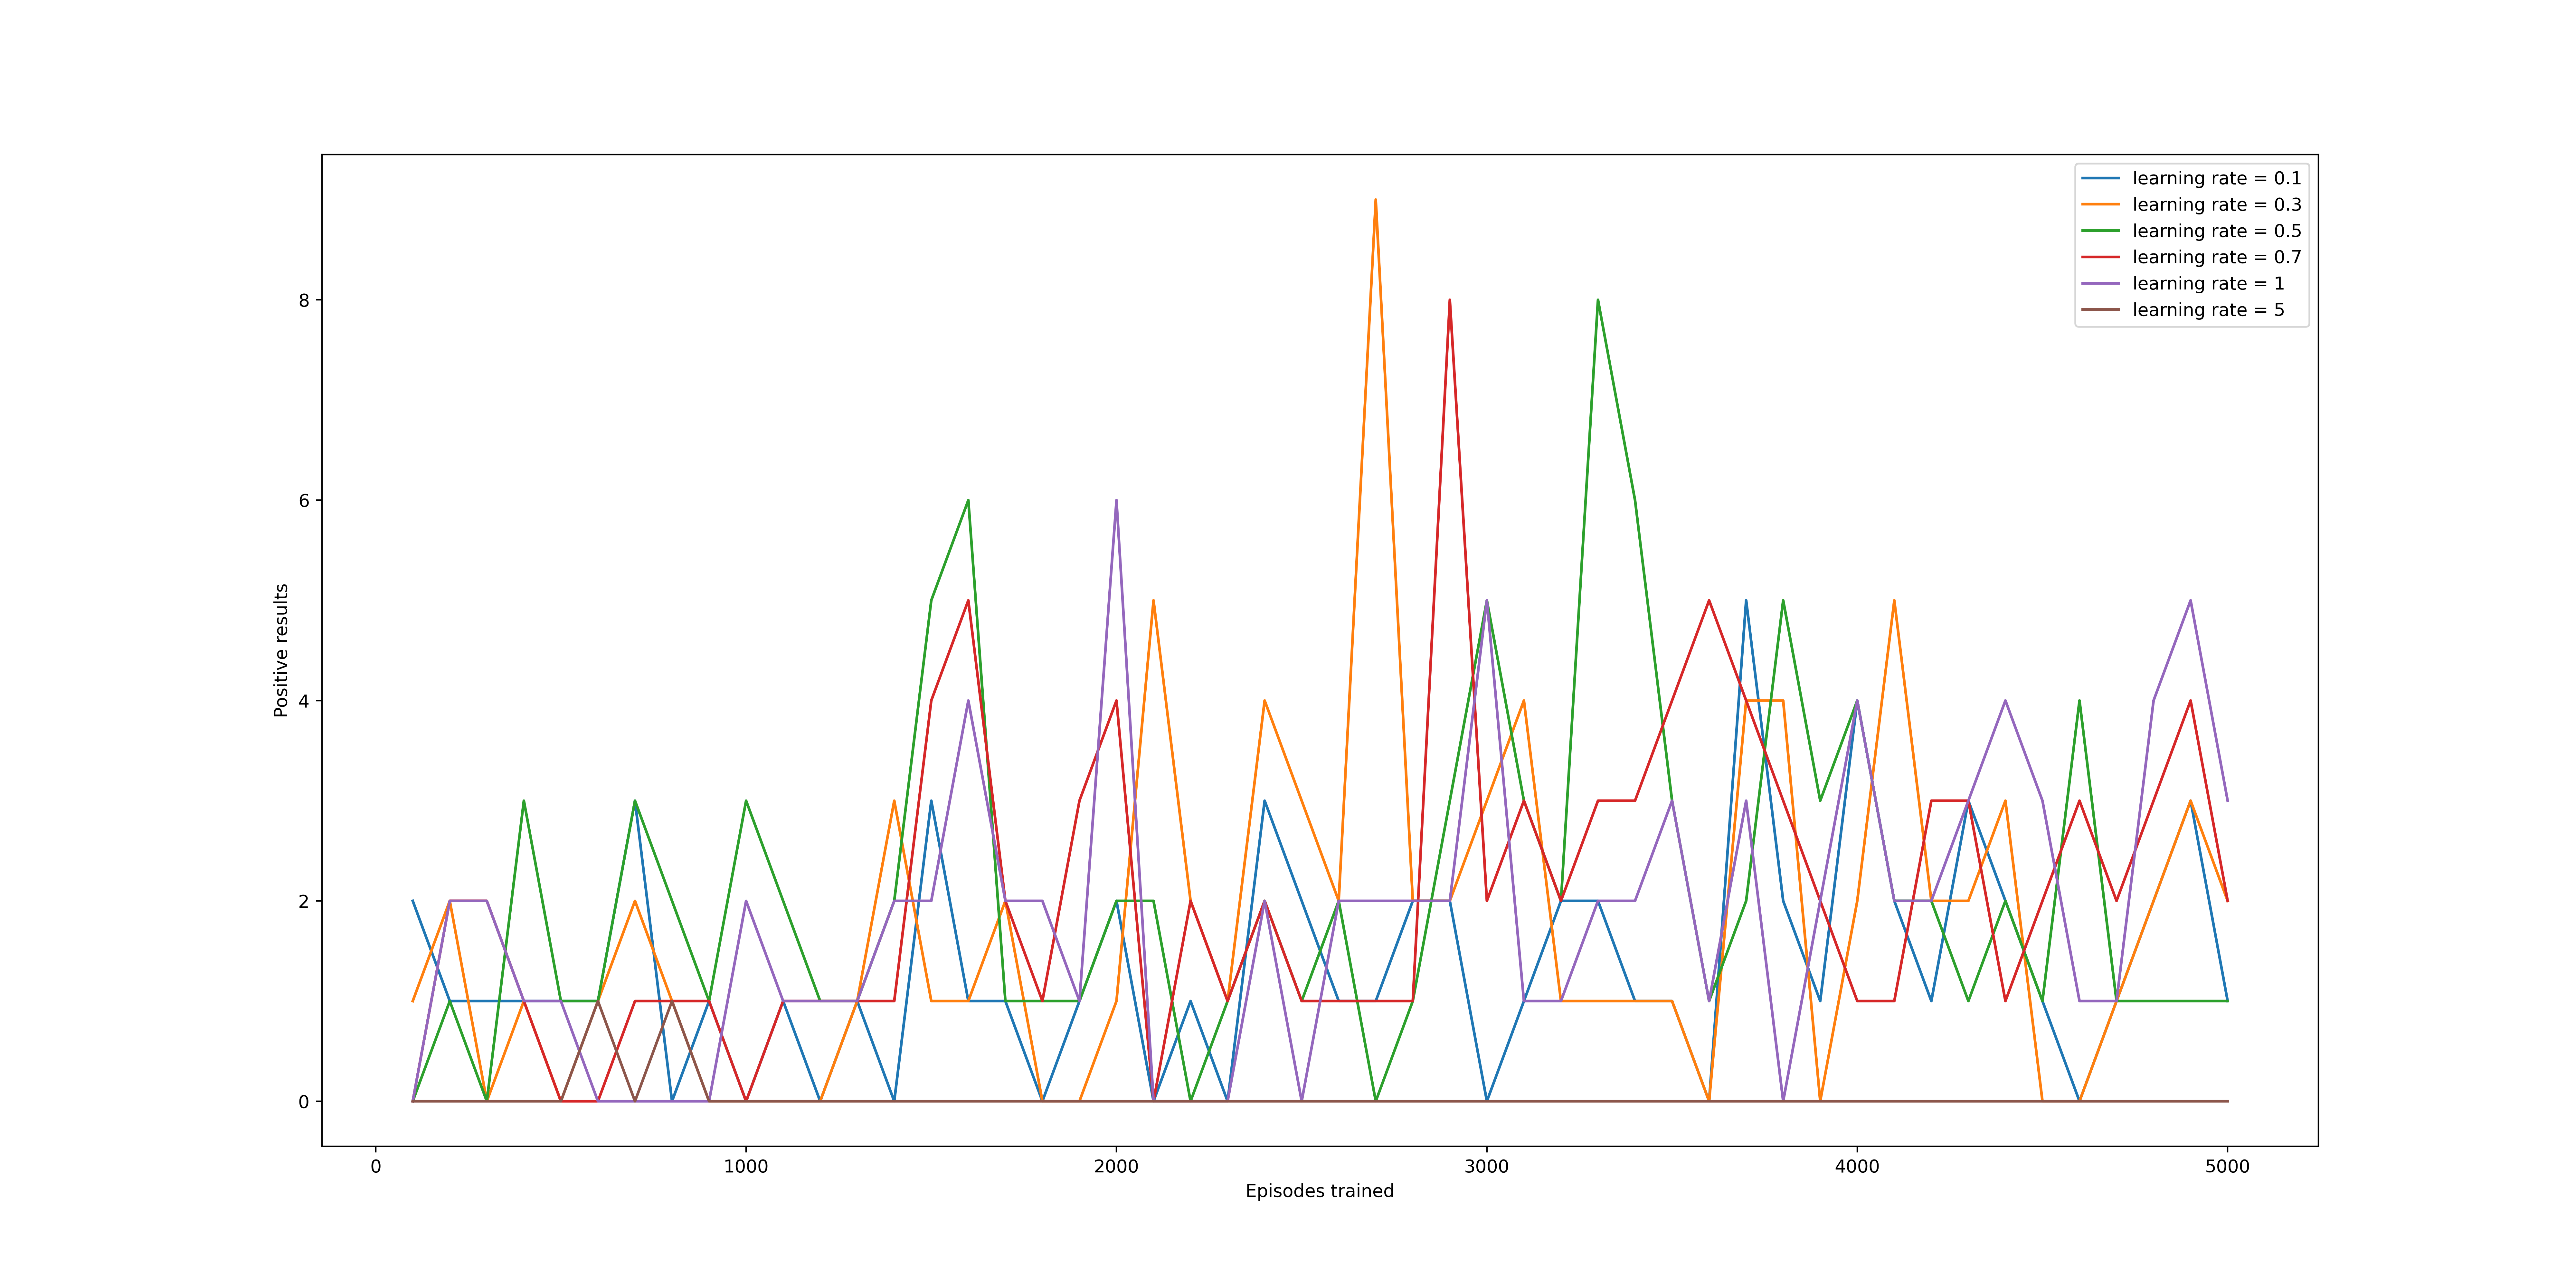 learning rate = 0.1
learning rate = 0.3
learning rate = 0.5
learning rate = 0.7
learning rate = 1
learning rate = 5
8
6
4
2
0
Positive results
0 1000 2000 3000 4000 5000
Episodes trained